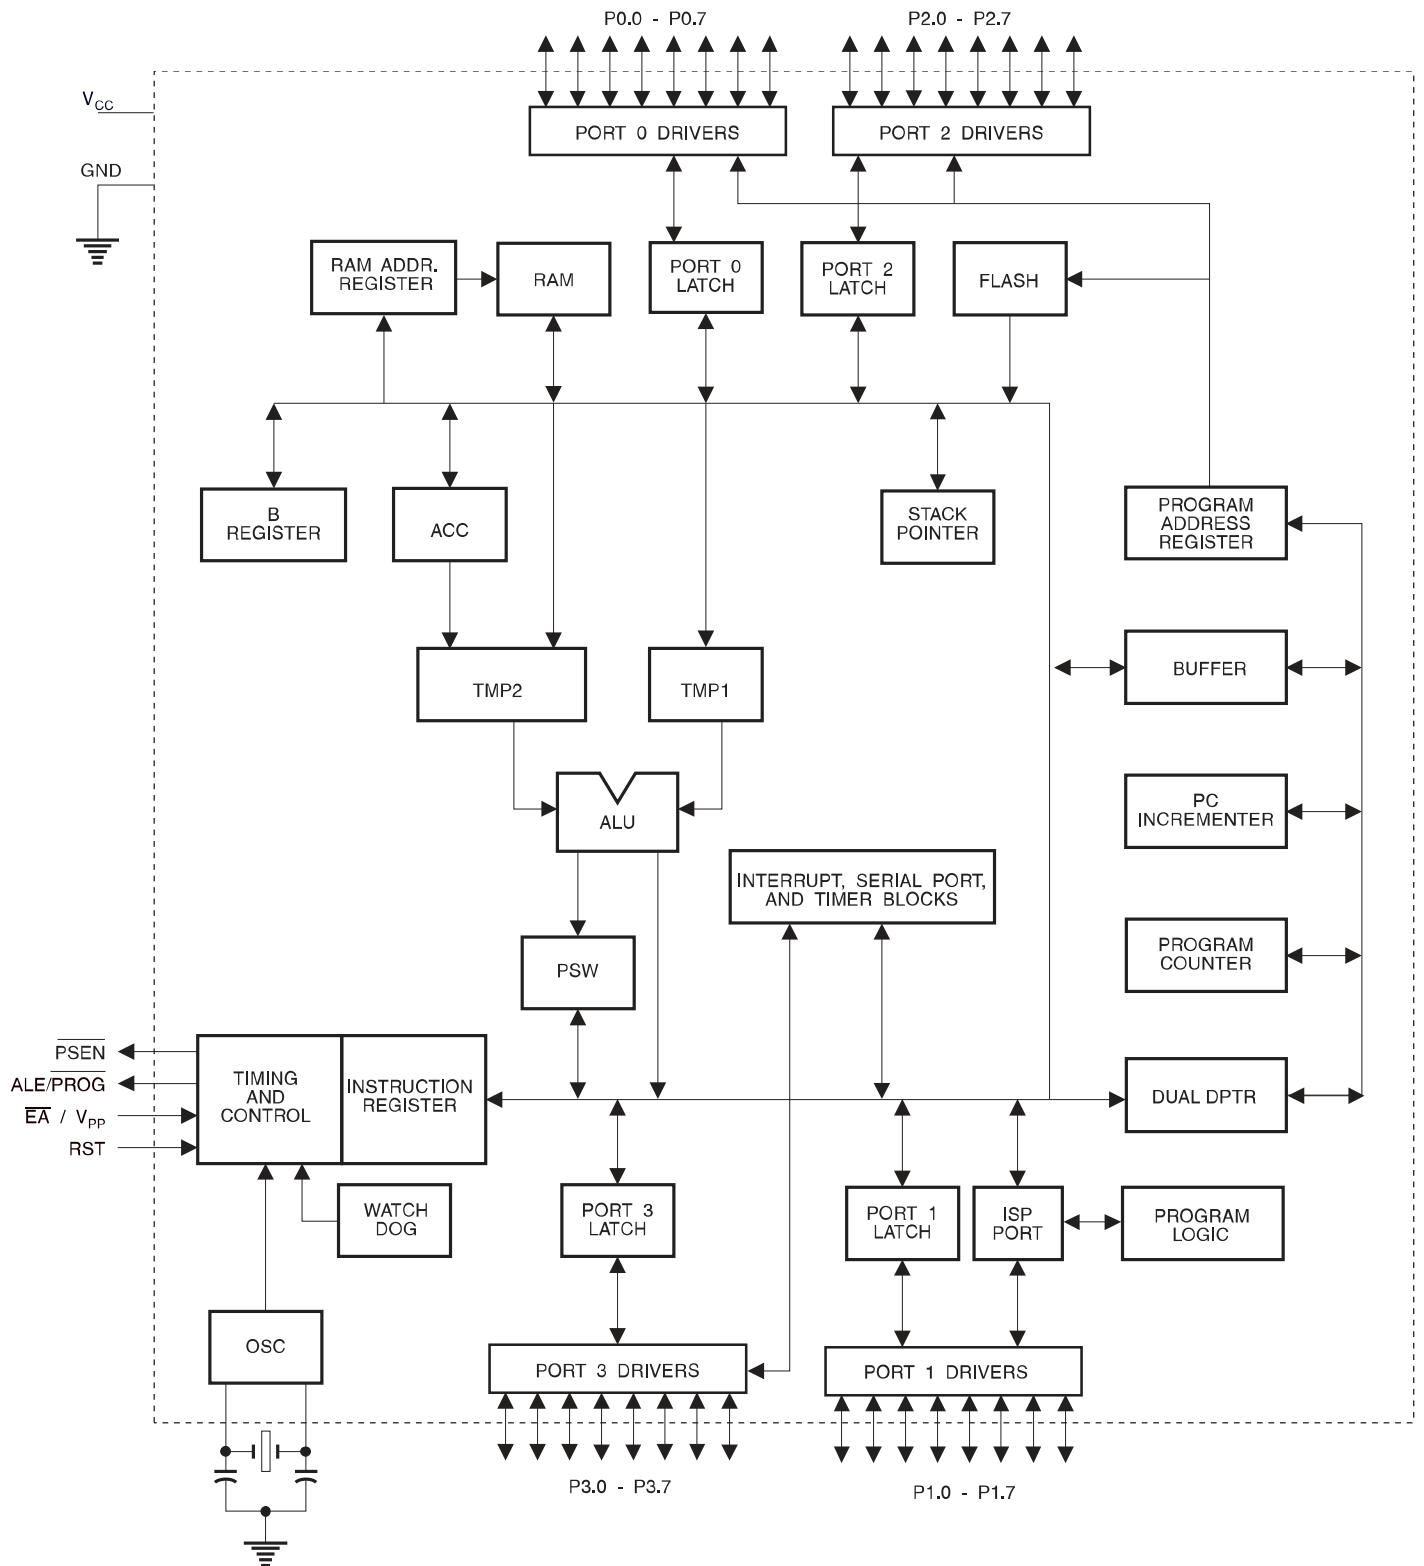 P0.0 - P0.7
P2.0 - P2.7
VCC
PORT 0 DRIVERS
PORT 2 DRIVERS
GND
RAM ADDR.
REGISTER
RAM
PORT 0
LATCH
PORT 2
LATCH
FLASH
B
REGISTER
ACC
STACK
POINTER
PROGRAM
ADDRESS
REGISTER
TMP2
TMP1
BUFFER
ALU
PC
INCREMENTER
INTERRUPT, SERIAL PORT,
AND TIMER BLOCKS
PSW
PROGRAM
COUNTER
PSEN
ALE/PROG
EA / VPP
RST
TIMING
AND
CONTROL
INSTRUCTION
REGISTER
DUAL DPTR
WATCH
DOG
PORT 3
LATCH
PORT 1
LATCH
ISP
PORT
PROGRAM
LOGIC
OSC
PORT 3 DRIVERS
PORT 1 DRIVERS
P3.0 - P3.7
P1.0 - P1.7